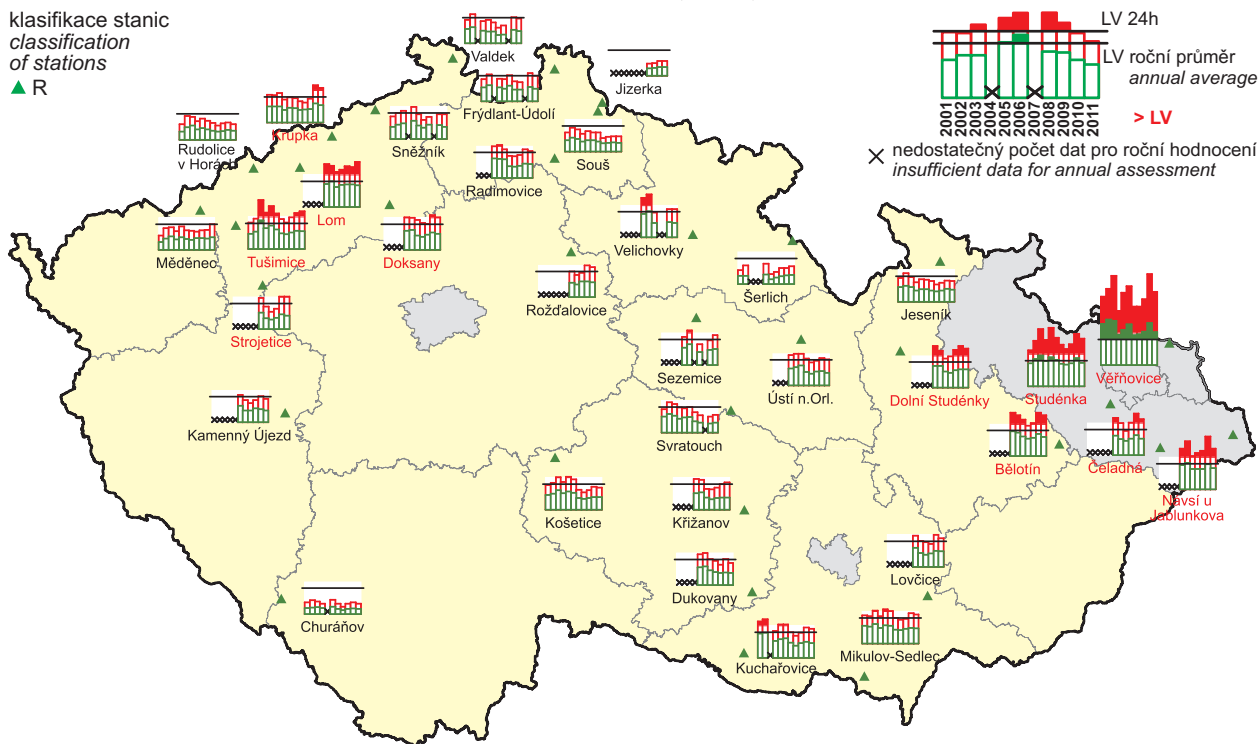 klasifikace stanic
classification
of stations
R
LV 24h
LV roční průměr
annual average
2001
2002
2003
2004
2005
2006
2007
2008
2009
2010
2011
> LV
× nedostatečný počet dat pro roční hodnocení
insufficient data for annual assessment
Valdek
Jizerka
Frýdlant-Údolí
Krupka
Rudolice
v Horách
Sněžník
Souš
Radimovice
Lom
Měděnec
Tušimice
Doksany
Velichovky
Šerlich
Rožďalovice
Jeseník
Strojetice
Sezemice
Ústí n.Orl.
Dolní Studénky
Studénka
Věřňovice
Kamenný Újezd
Svratouch
Bělotín
Čeladná
Návsí u
Jablunkova
Košetice
Křižanov
Lovčice
Dukovany
Churáňov
Kuchařovice
Mikulov-Sedlec